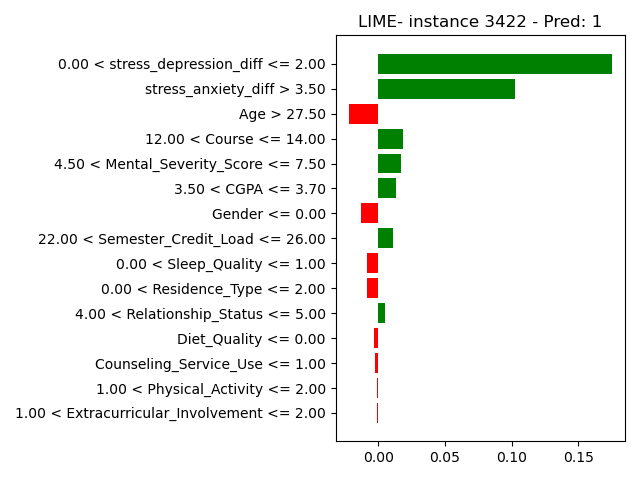 LIME- instance 3422 - Pred: 1
0.00 < stress_depression_diff <= 2.00
stress_anxiety_diff > 3.50
Age > 27.50
12.00 < Course <= 14.00
4.50 < Mental_Severity_Score <= 7.50
3.50 < CGPA <= 3.70
Gender <= 0.00
22.00 < Semester_Credit_Load <= 26.00
0.00 < Sleep_Quality <= 1.00
0.00 < Residence_Type <= 2.00
4.00 < Relationship_Status <= 5.00
Diet_Quality <= 0.00
Counseling_Service_Use <= 1.00
1.00 < Physical_Activity <= 2.00
1.00 < Extracurricular_Involvement <= 2.00
0.00 0.05 0.10 0.15